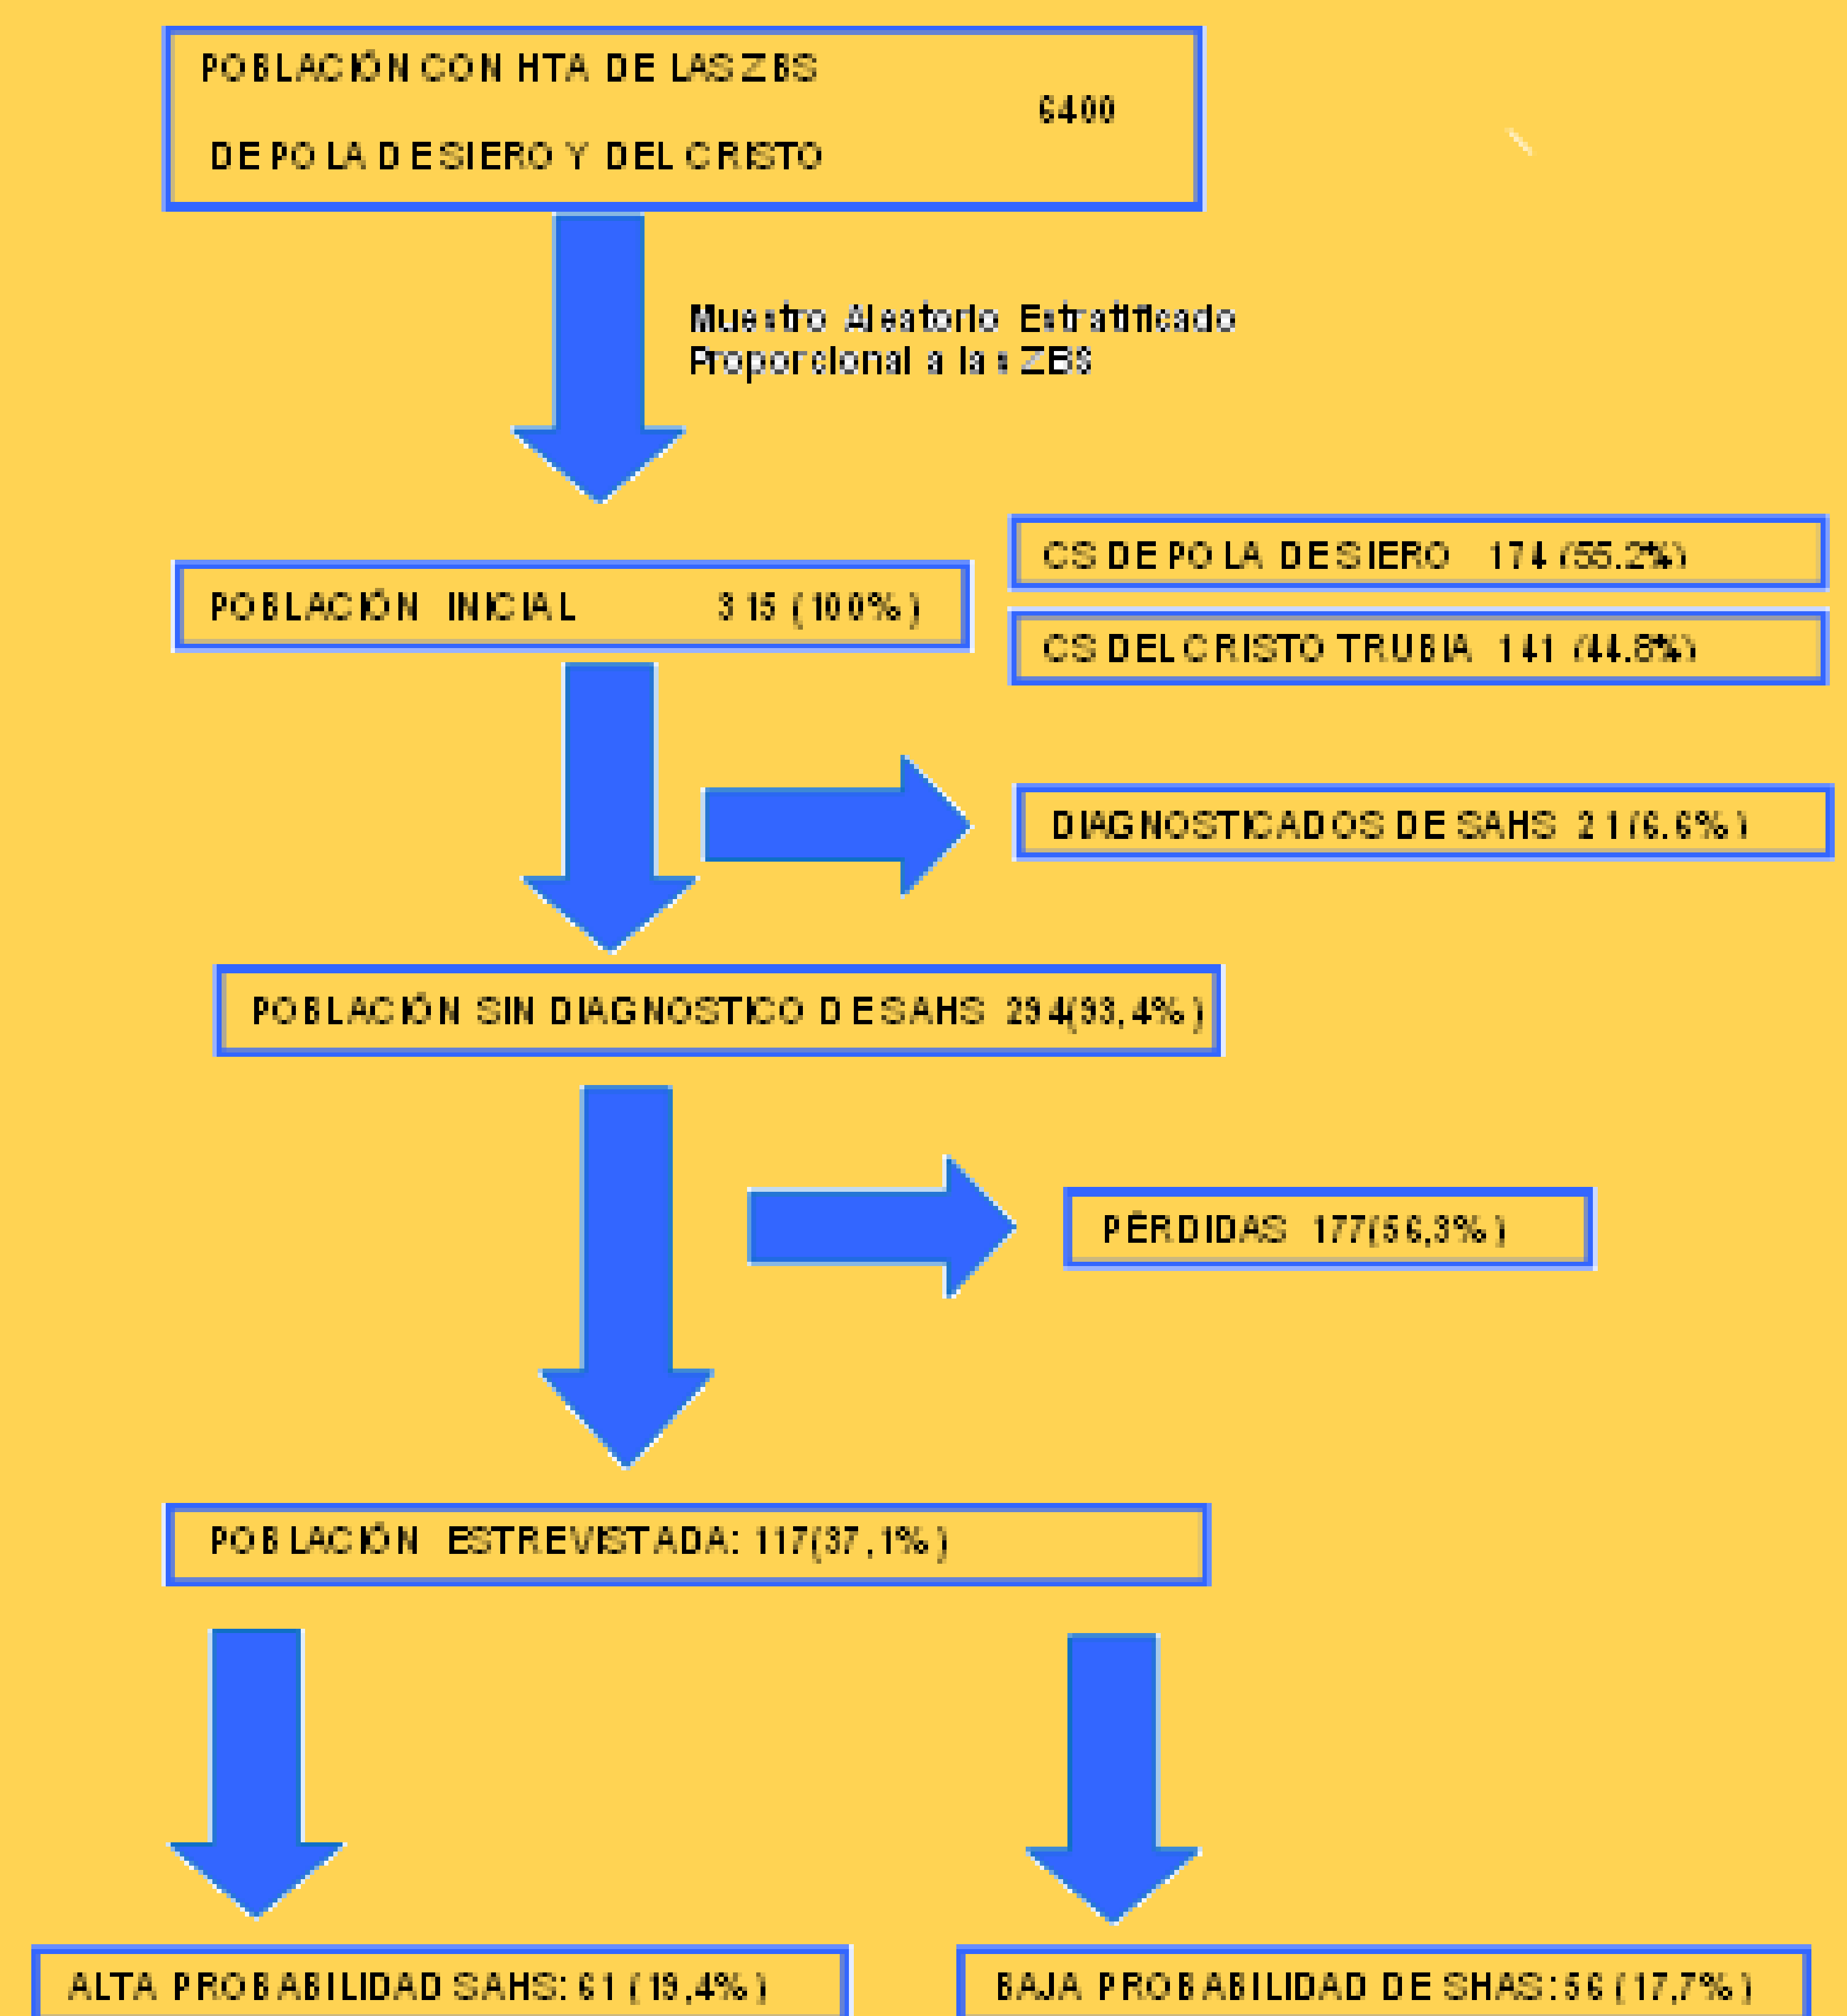 POBLACIÓN CON HTA DE LAS ZBS
6400
DE POLA DE SIERO Y DEL CRISTO
Muestro Aleatorio Estratificado
Proporcional a las ZBS
CS DE POLA DE SIERO 174 (55.2%)
POBLACIÓN INICIAL 315 (100%)
CS DEL CRISTO TRUBIA 141 (44.8%)
DIAGNOSTICADOS DE SAHS 21 (6.6%)
POBLACIÓN SIN DIAGNOSTICO DE SAHS 294(93,4%)
PÉRDIDAS 177(56,3%)
POBLACIÓN ESTREVISTADA: 117(37,1%)
ALTA PROBABILIDAD SAHS: 61 (19,4%)
BAJA PROBABILIDAD DE SHAS: 56 (17,7%)